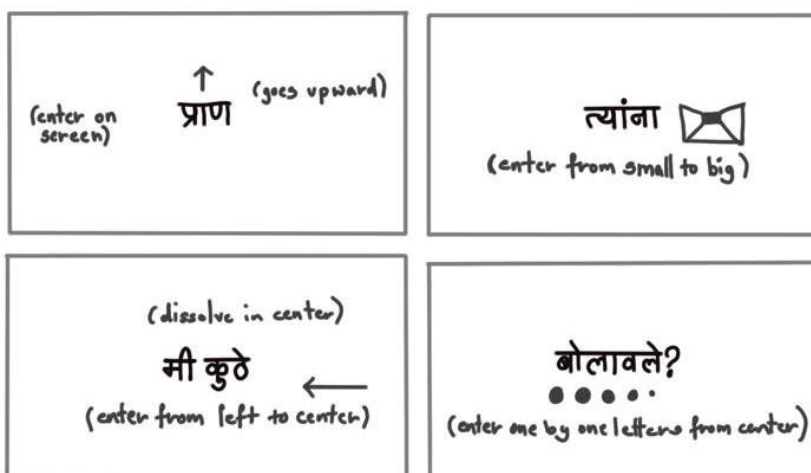 (enter on
screen)
प्राण
(goes upward)
त्यांना
(enter from small to big)
(dissolve in center)
मी कुठे
(enter from left to center)
बोलावले?
(enter one by one letters from center)